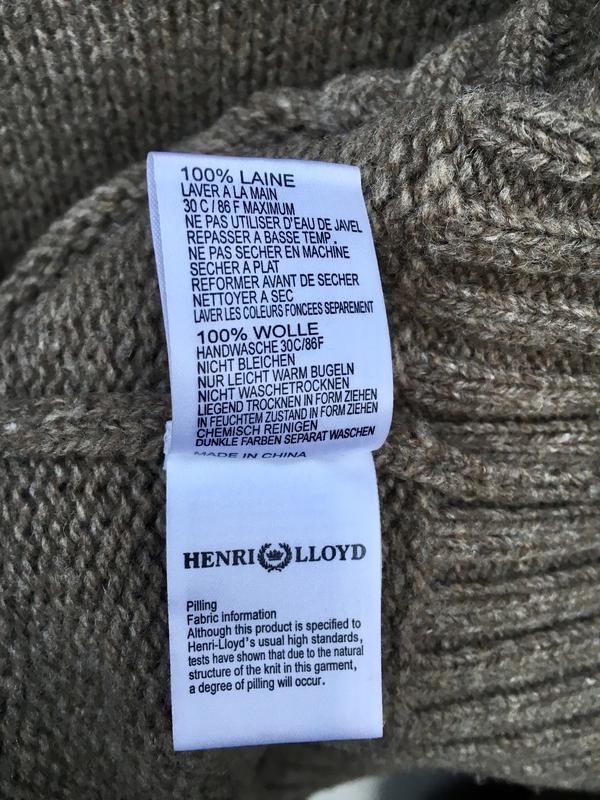 100% LAINE
LAVER A LA MAIN
30 C / 86 F MAXIMUM
NE PAS UTILISER D'EAU DE JAVEL
REPASSER A BASSE TEMP.
NE PAS SECHER EN MACHINE
SECHER A PLAT
REFORMER AVANT DE SECHER
NETTOYER A SEC
LAVER LES COLEURS FONCEES SEPAREMENT
100% WOLLE
HANDWASCHE 30C/86F
NICHT BLEICHEN
NUR LEICHT WARM BUGELN
NICHT WASCHETROCKNEN
LIEGEND TROCKNEN IN FORM ZIEHEN
IN FEUCHTEM ZUSTAND IN FORM ZIEHEN
CHEMISCH REINIGEN
DUNKLE FARBEN SEPARAT WASCHEN
MADE IN CHINA
HENRI LLOYD
Pilling
Fabric information
Although this product is specified to
Henri-Lloyd's usual high standards,
tests have shown that due to the natural
structure of the knit in this garment,
a degree of pilling will occur.